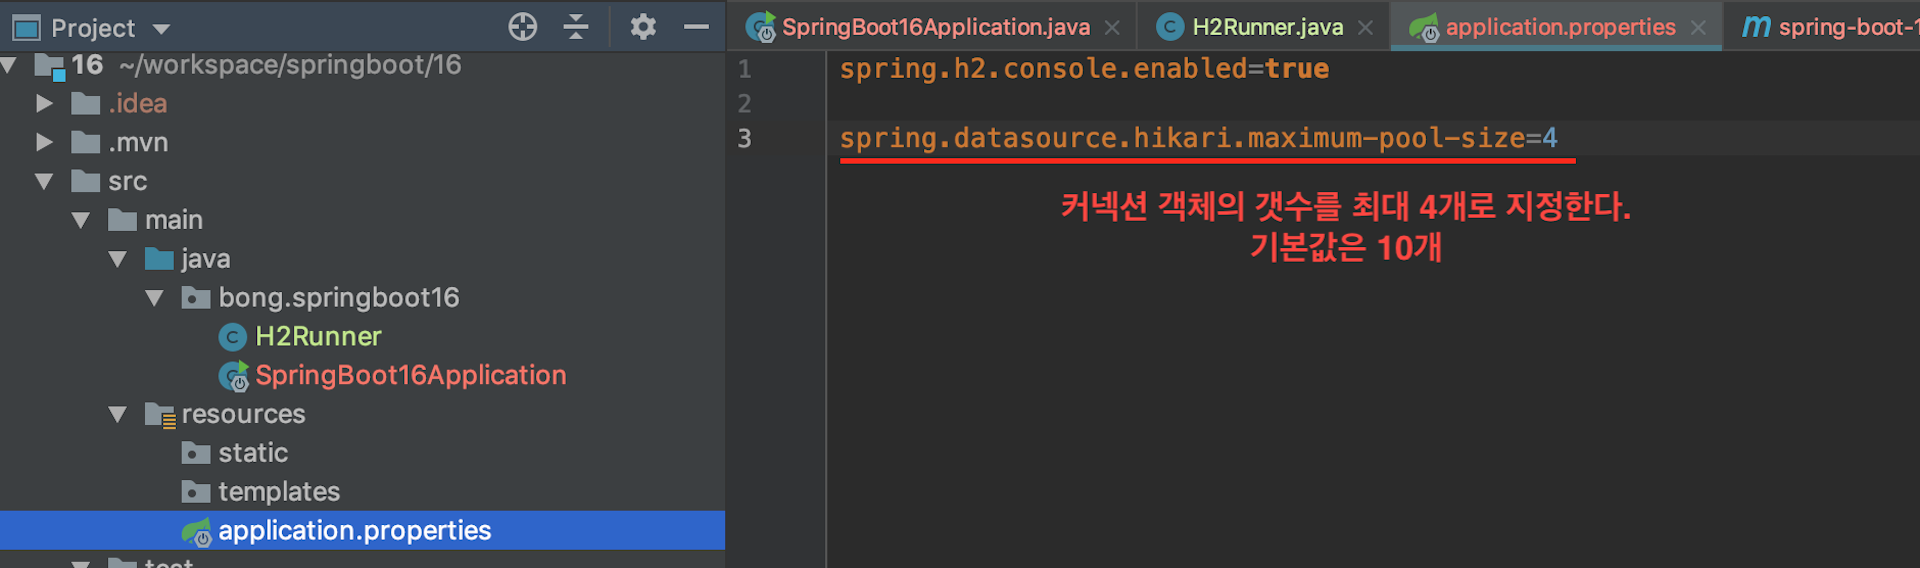 Project
16 ~/workspace/springboot/16
.idea
.mvn
src
main
java
bong.springboot16
H2Runner
SpringBoot16Application
resources
static
templates
application.properties
test
SpringBoot16Application.java
H2Runner.java
application.properties
m spring-boot-1
1 spring.h2.console.enabled=true
2
3 spring.datasource.hikari.maximum-pool-size=4
커넥션 객체의 갯수를 최대 4개로 지정한다.
기본값은 10개